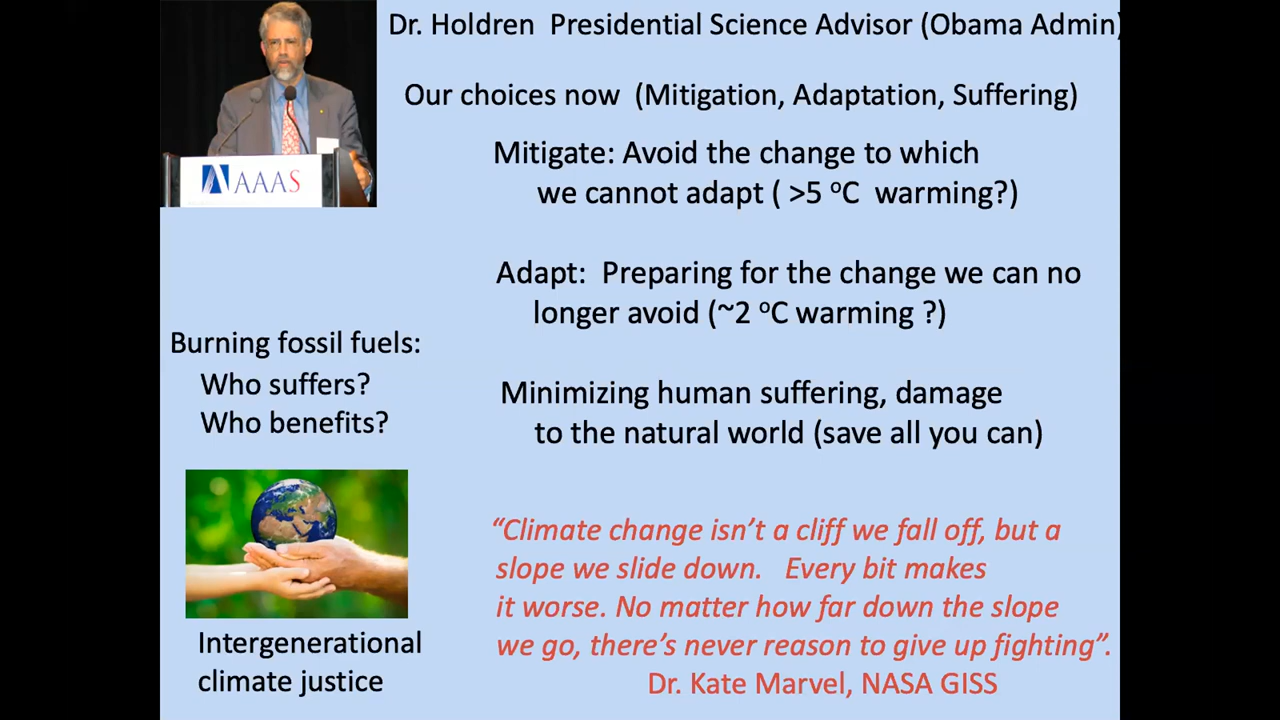 Dr. Holdren Presidential Science Advisor (Obama Admin)
Our choices now (Mitigation, Adaptation, Suffering)
Mitigate: Avoid the change to which
we cannot adapt ( >5 ºC warming?)
AAAS
Adapt: Preparing for the change we can no
longer avoid (~2 ºC warming ?)
Burning fossil fuels:
Who suffers?
Who benefits?
Minimizing human suffering, damage
to the natural world (save all you can)
“Climate change isn’t a cliff we fall off, but a
slope we slide down. Every bit makes
it worse. No matter how far down the slope
we go, there’s never reason to give up fighting”.
Dr. Kate Marvel, NASA GISS
Intergenerational
climate justice